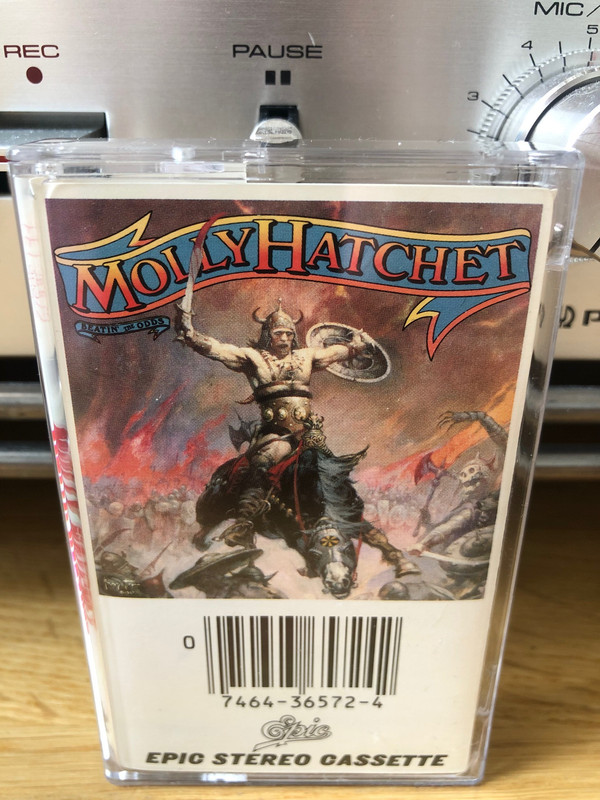 REC
PAUSE
MIC/
5
4
3
MOLLY HATCHET
BEATIN' THE ODDS
0
7464-36572-4
Epic
EPIC STEREO CASSETTE